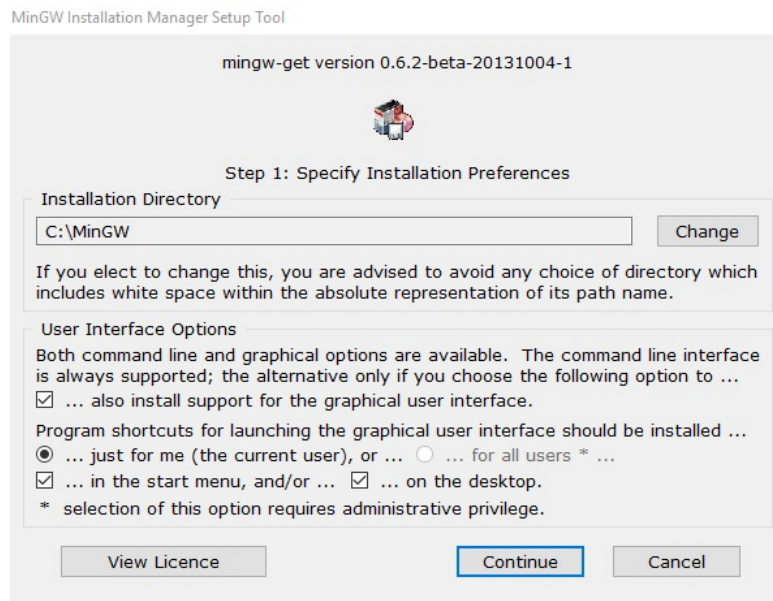 MinGW Installation Manager Setup Tool
mingw-get version 0.6.2-beta-20131004-1
Step 1: Specify Installation Preferences
Installation Directory
C:\MinGW
Change
If you elect to change this, you are advised to avoid any choice of directory which
includes white space within the absolute representation of its path name.
User Interface Options
Both command line and graphical options are available.  The command line interface
is always supported; the alternative only if you choose the following option to ...
... also install support for the graphical user interface.
Program shortcuts for launching the graphical user interface should be installed ...
... just for me (the current user), or ... ... for all users * ...
... in the start menu, and/or ... ... on the desktop.
* selection of this option requires administrative privilege.
View Licence Continue Cancel